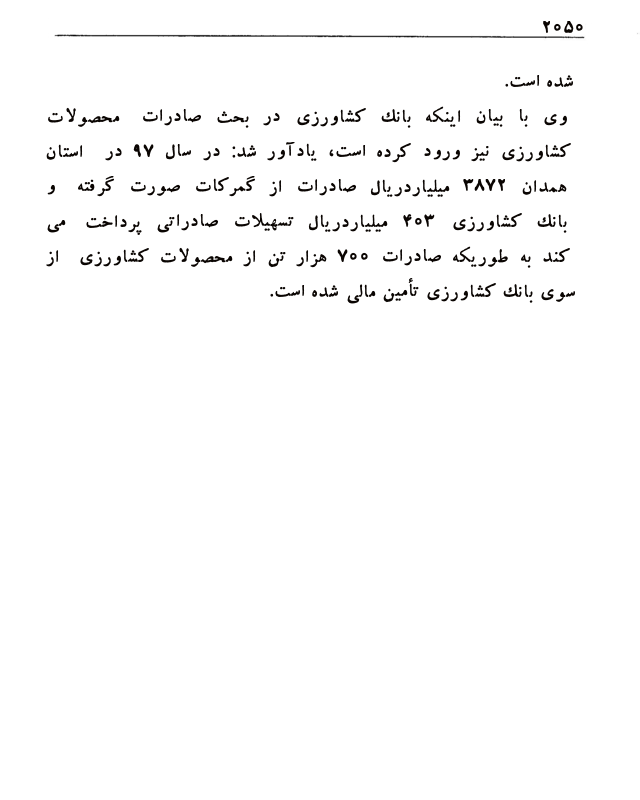 ۲۰۵۰
شده است.
وی با بیان اینکه بانك کشاورزی در بحث صادرات محصولات
کشاورزی نیز ورود کرده است، یادآور شد: در سال ۹۷ در استان
همدان ۳۸۷۲ میلیاردریال صادرات از گمرکات صورت گرفته و
بانك کشاورزی ۴۰۳ میلیاردریال تسهیلات صادراتی پرداخت می
کند به طوریکه صادرات ۷۰۰ هزار تن از محصولات کشاورزی از
سوی بانك کشاورزی تأمین مالی شده است.